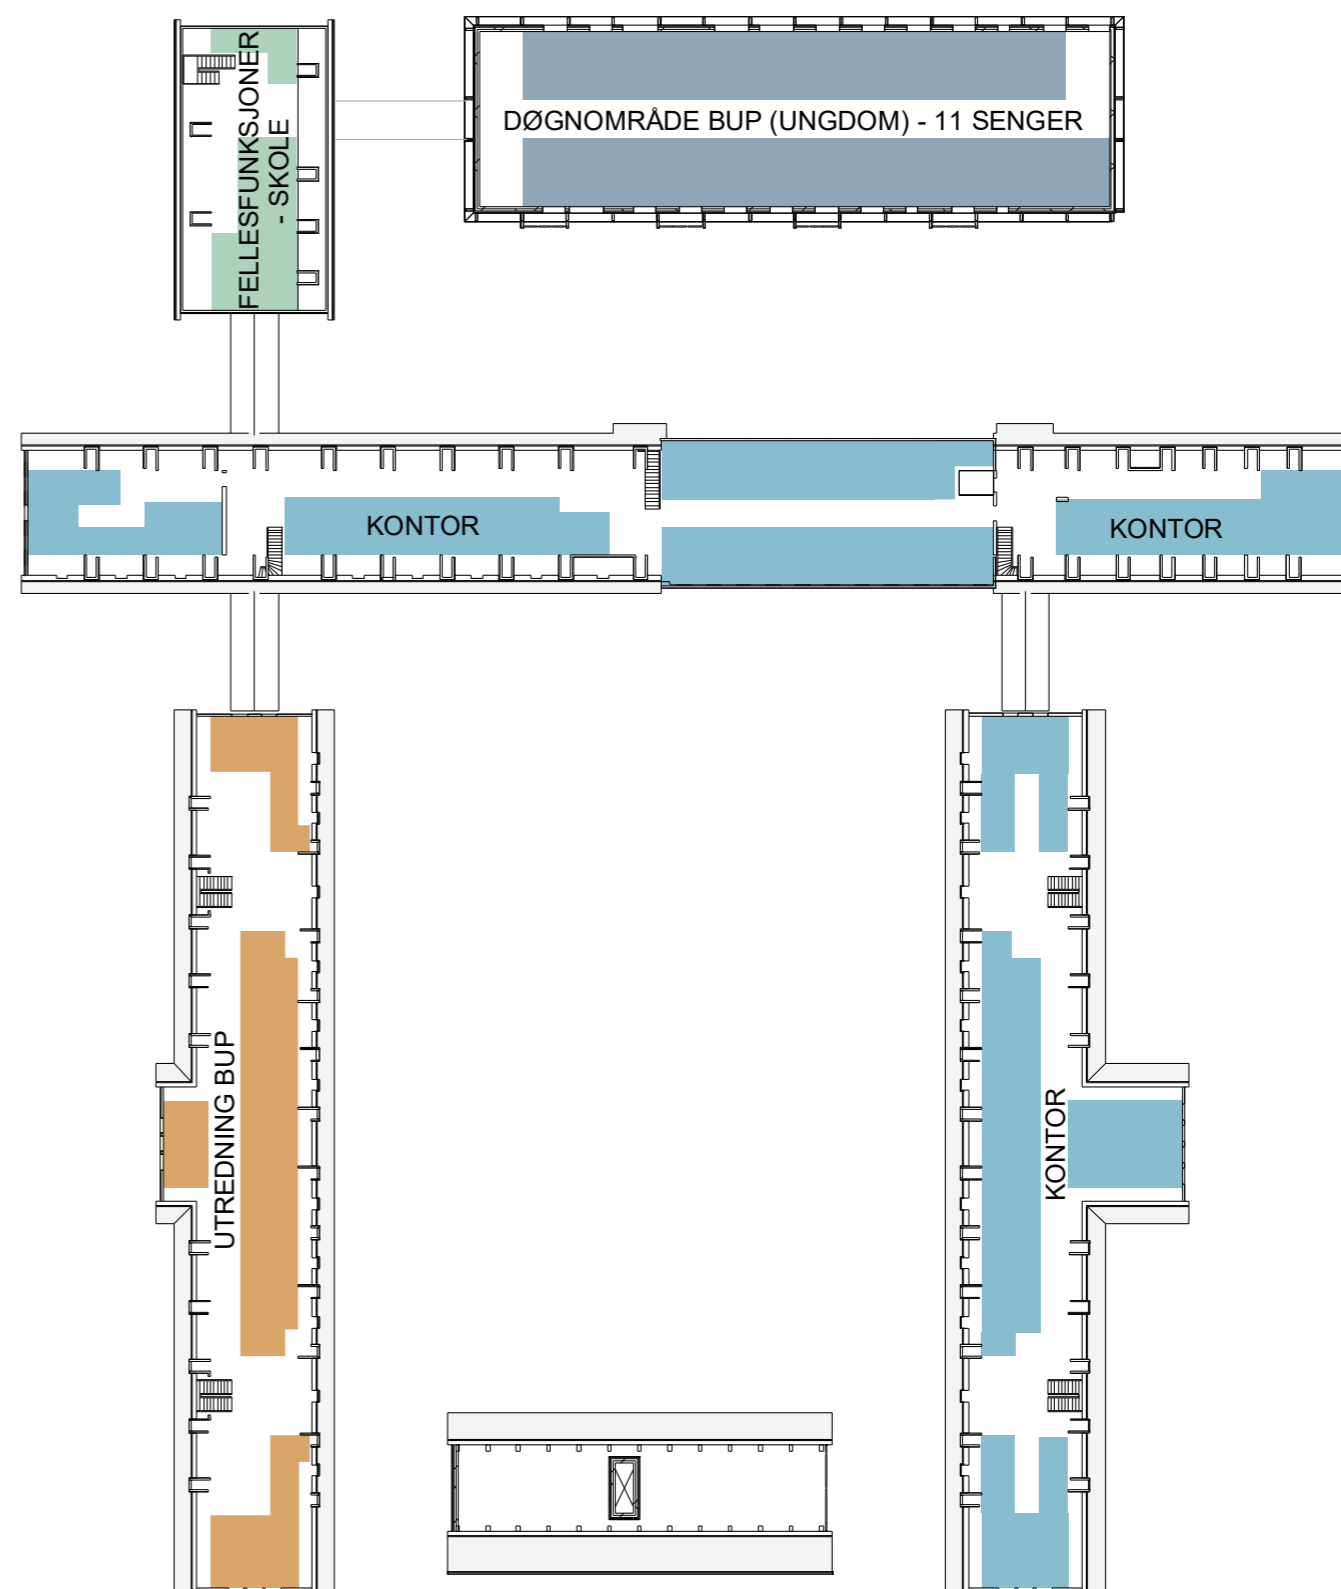 FELLESFUNKSJONER
- SKOLE
DØGNOMRÅDE BUP (UNGDOM) - 11 SENGER
KONTOR
KONTOR
UTREDNING BUP
KONTOR